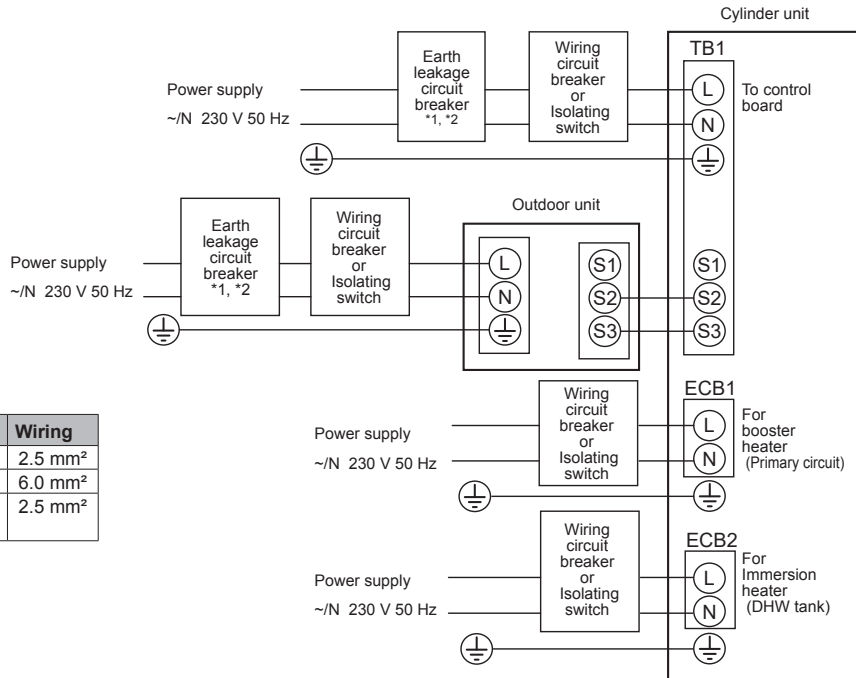 Cylinder unit
TB1
Power supply
~/N 230 V 50 Hz
Earth
leakage
circuit
breaker
*1, *2
Wiring
circuit
breaker
or
Isolating
switch
L
N
To control
board
S1
S2
S3
Outdoor unit
Power supply
~/N 230 V 50 Hz
Earth
leakage
circuit
breaker
*1, *2
Wiring
circuit
breaker
or
Isolating
switch
L
N
S1
S2
S3
Wiring
2.5 mm²
6.0 mm²
2.5 mm²
ECB1
Power supply
~/N 230 V 50 Hz
Wiring
circuit
breaker
or
Isolating
switch
L
N
For
booster
heater
(Primary circuit)
ECB2
Power supply
~/N 230 V 50 Hz
Wiring
circuit
breaker
or
Isolating
switch
L
N
For
Immersion
heater
(DHW tank)